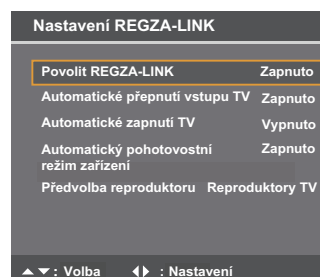 Nastavení REGZA-LINK
Povolit REGZA-LINK Zapnuto
Automatické přepnutí vstupu TV Zapnuto
Automatické zapnutí TV Vypnuto
Automatický pohotovostní Zapnuto
režim zařízení
Předvolba reproduktoru Reproduktory TV
▲▼: Volba ◀▶ : Nastavení